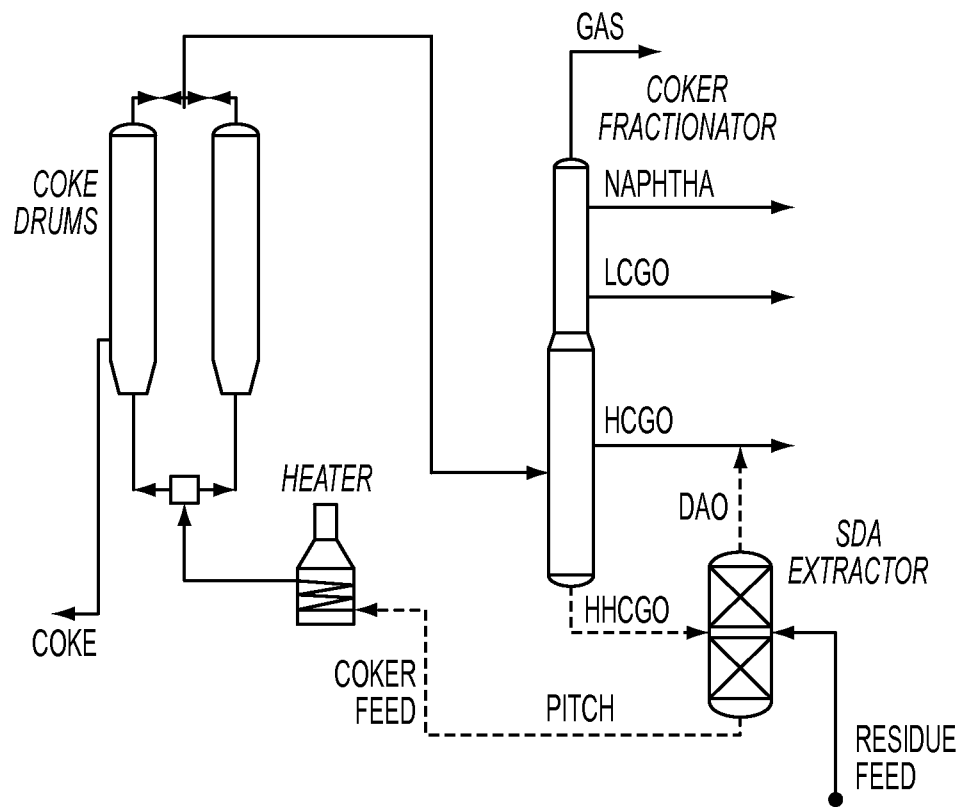 GAS
COKER
FRACTIONATOR
COKE
DRUMS
NAPHTHA
LCGO
HCGO
HEATER
DAO
SDA
EXTRACTOR
HHCGO
COKE
COKER
FEED
PITCH
RESIDUE
FEED